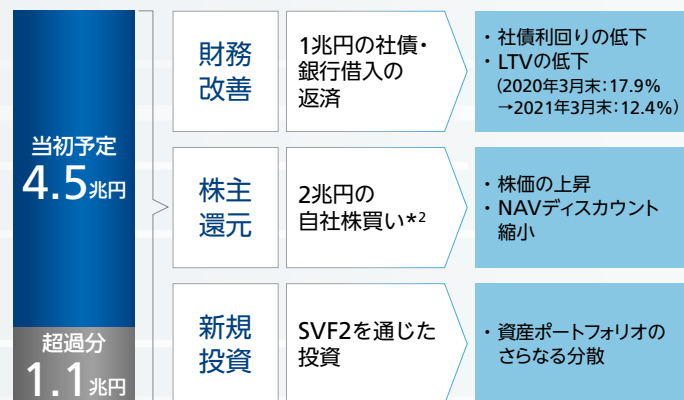 当初予定
4.5兆円
超過分
1.1兆円
財務
改善
1兆円の社債・
銀行借入の
返済
・社債利回りの低下
・LTVの低下
(2020年3月末:17.9%
→2021年3月末:12.4%)
株主
還元
2兆円の
自社株買い*2
・株価の上昇
・NAVディスカウント
縮小
新規
投資
SVF2を通じた
投資
・資産ポートフォリオの
さらなる分散